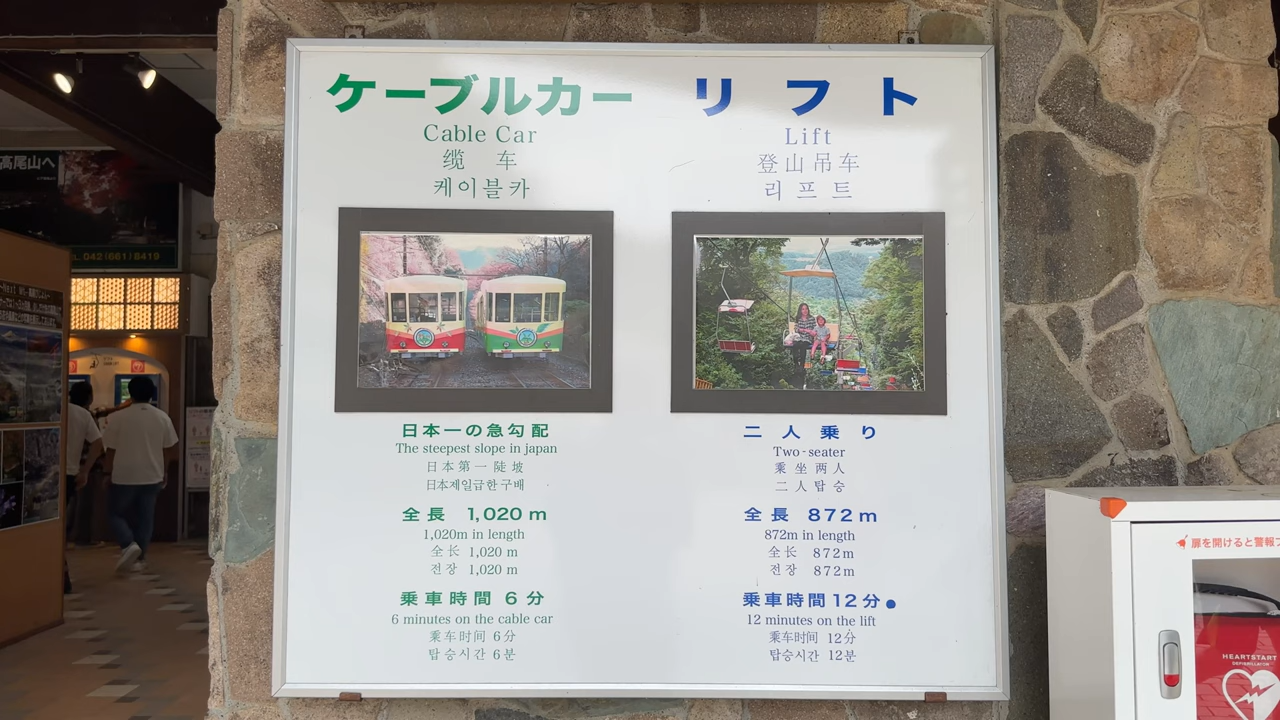 ケーブルカー
Cable Car
缆 车
케이블카
日本一の急勾配
The steepest slope in japan
日本第一陡坡
日本제일급한구배
全長 1,020 m
1,020m in length
全长 1,020 m
전장 1,020 m
乗車時間 6 分
6 minutes on the cable car
乘车时间 6分
탑승시간 6분
リフト
Lift
登山吊车
리프트
二人乗り
Two-seater
乘坐两人
二人탑승
全長 872m
872m in length
全长 872m
전장 872m
乗車時間12分
12 minutes on the lift
乘车时间 12分
탑승시간 12분
高尾山へ
042(661)8419
扉を開けると警報
HEARTSTART
DEFIBRILLATOR